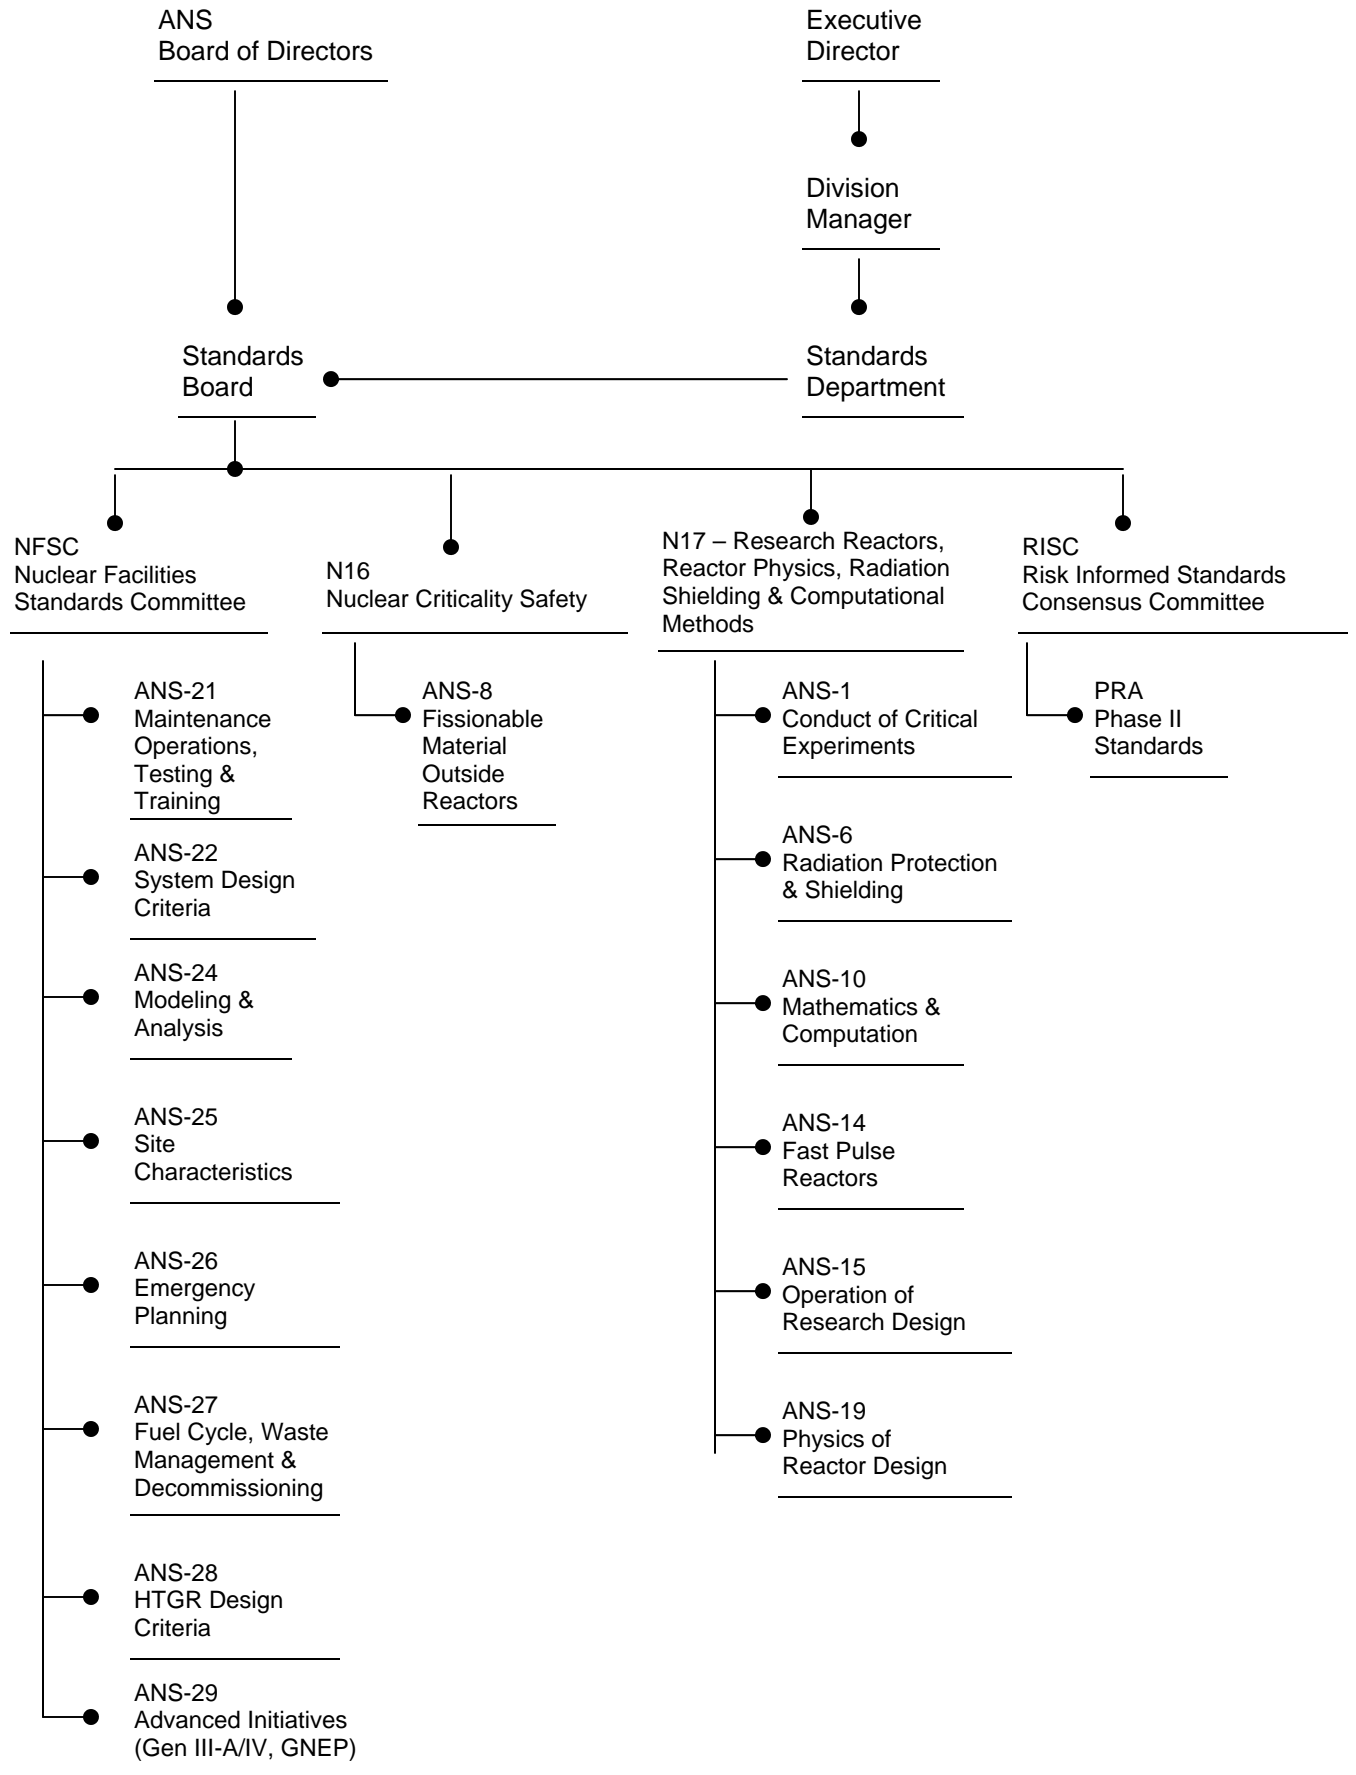 ANS
Board of Directors
Executive
Director
Division
Manager
Standards
Board
Standards
Department
NFSC
Nuclear Facilities
Standards Committee
N16
Nuclear Criticality Safety
N17 – Research Reactors,
Reactor Physics, Radiation
Shielding & Computational
Methods
RISC
Risk Informed Standards
Consensus Committee
ANS-21
Maintenance
Operations,
Testing &
Training
ANS-22
System Design
Criteria
ANS-24
Modeling &
Analysis
ANS-25
Site
Characteristics
ANS-26
Emergency
Planning
ANS-27
Fuel Cycle, Waste
Management &
Decommissioning
ANS-28
HTGR Design
Criteria
ANS-29
Advanced Initiatives
(Gen III-A/IV, GNEP)
ANS-8
Fissionable
Material
Outside
Reactors
ANS-1
Conduct of Critical
Experiments
ANS-6
Radiation Protection
& Shielding
ANS-10
Mathematics &
Computation
ANS-14
Fast Pulse
Reactors
ANS-15
Operation of
Research Design
ANS-19
Physics of
Reactor Design
PRA
Phase II
Standards